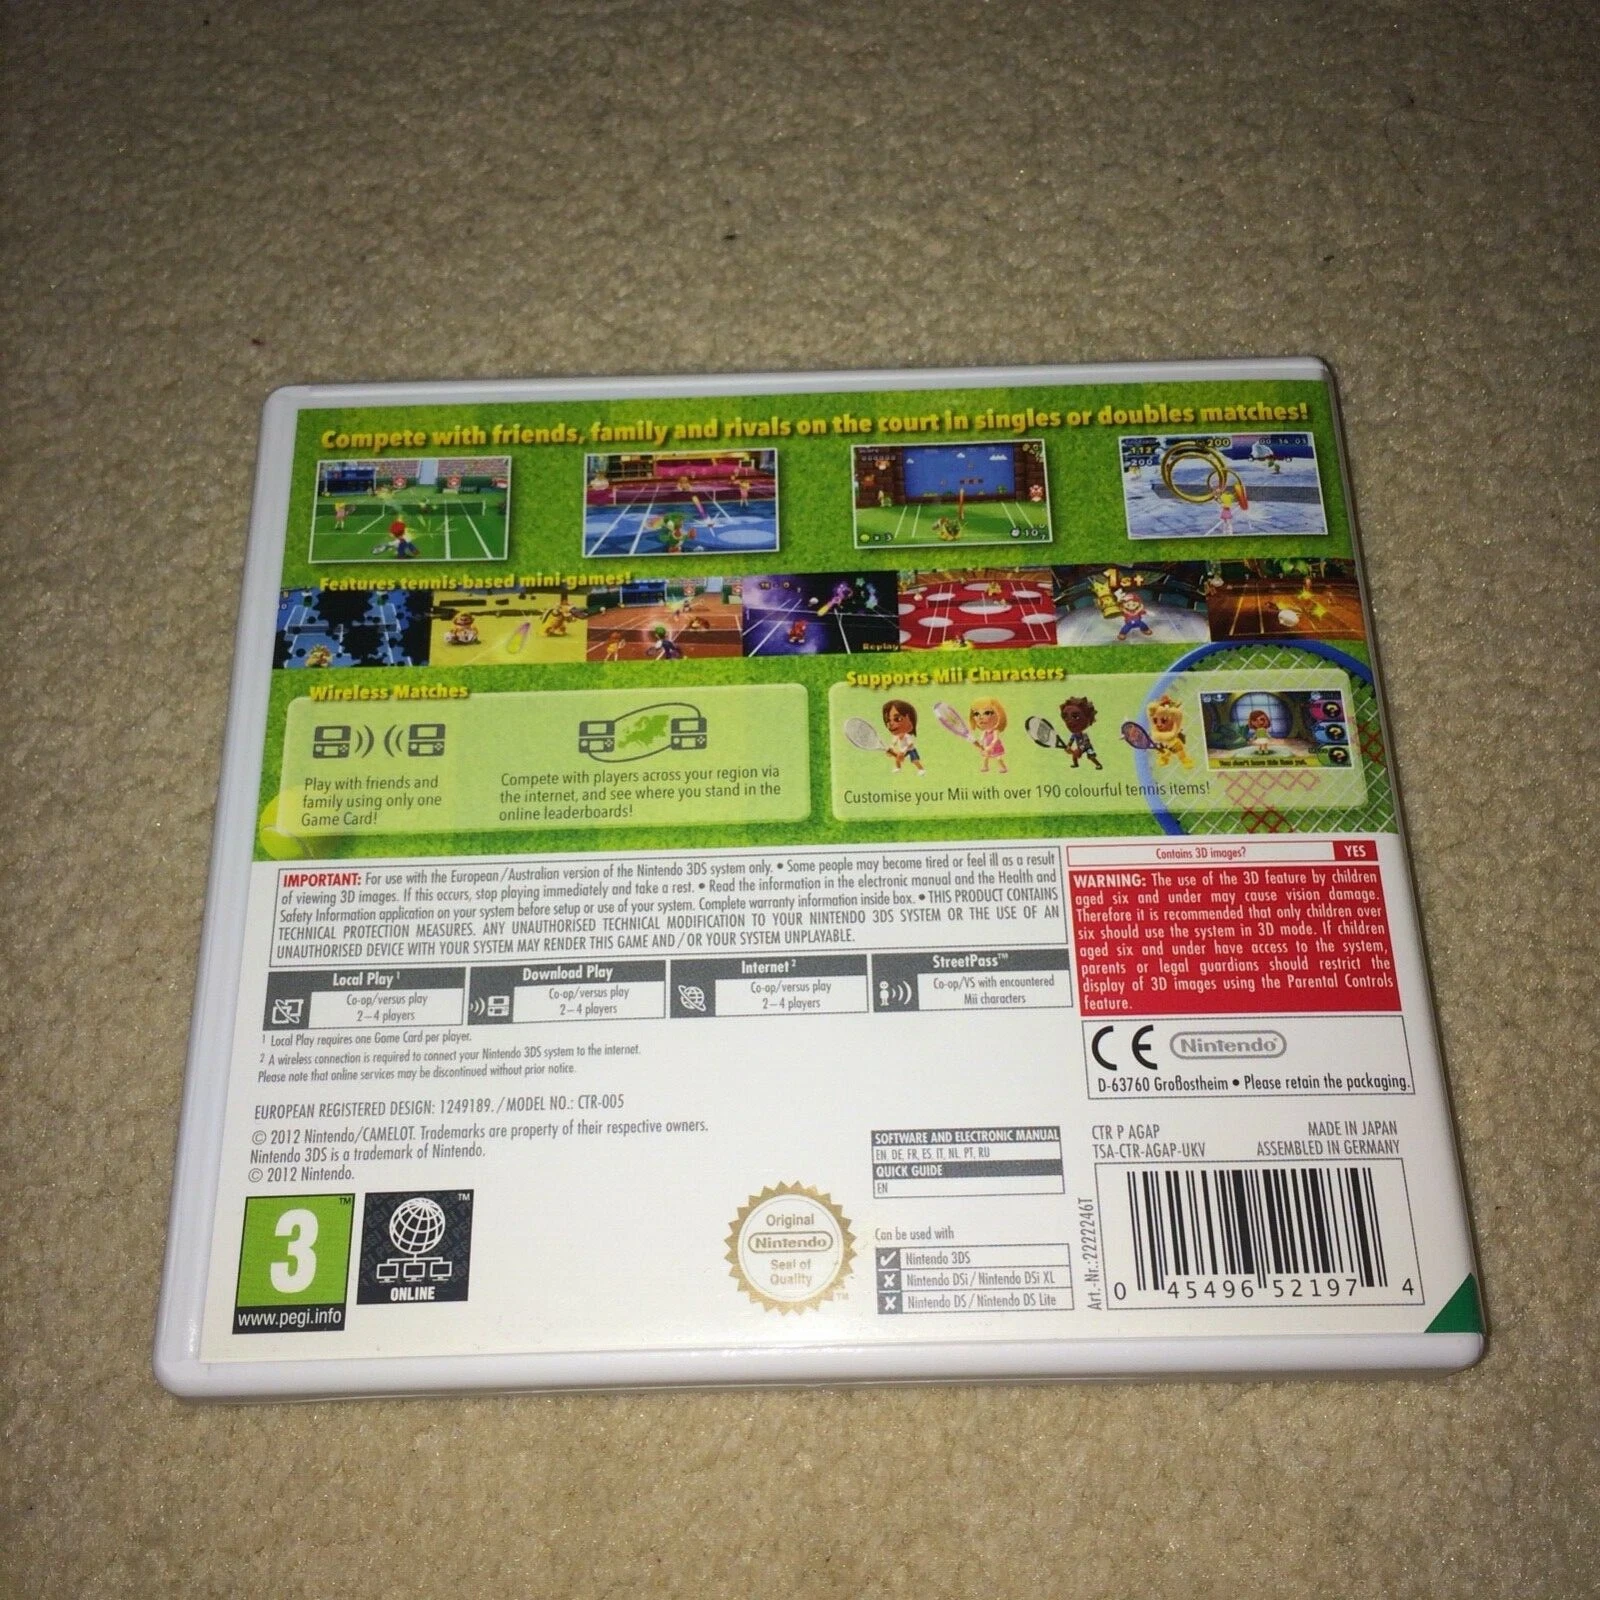 Compete with friends, family and rivals on the court in singles or doubles matches!
Features tennis-based mini-games!
Replay
1st
Wireless Matches
Play with friends and
family using only one
Game Card!
Compete with players across your region via
the internet, and see where you stand in the
online leaderboards!
Supports Mii Characters
You don't have this item yet.
Customise your Mii with over 190 colourful tennis items!
IMPORTANT: For use with the European/Australian version of the Nintendo 3DS system only. • Some people may become tired or feel ill as a result
of viewing 3D images. If this occurs, stop playing immediately and take a rest. • Read the information in the electronic manual and the Health and
Safety Information application on your system before setup or use of your system. Complete warranty information inside box. • THIS PRODUCT CONTAINS
TECHNICAL PROTECTION MEASURES. ANY UNAUTHORISED TECHNICAL MODIFICATION TO YOUR NINTENDO 3DS SYSTEM OR THE USE OF AN
UNAUTHORISED DEVICE WITH YOUR SYSTEM MAY RENDER THIS GAME AND/OR YOUR SYSTEM UNPLAYABLE.
Contains 3D images? YES
WARNING: The use of the 3D feature by children
aged six and under may cause vision damage.
Therefore it is recommended that only children over
six should use the system in 3D mode. If children
aged six and under have access to the system,
parents or legal guardians should restrict the
display of 3D images using the Parental Controls
feature.
Local Play¹
Co-op/versus play
2–4 players
Download Play
Co-op/versus play
2–4 players
Internet²
Co-op/versus play
2–4 players
StreetPass™
Co-op/VS with encountered
Mii characters
¹ Local Play requires one Game Card per player.
² A wireless connection is required to connect your Nintendo 3DS system to the internet.
Please note that online services may be discontinued without prior notice.
CE Nintendo®
D-63760 Großostheim • Please retain the packaging.
EUROPEAN REGISTERED DESIGN: 1249189./MODEL NO.: CTR-005
© 2012 Nintendo/CAMELOT. Trademarks are property of their respective owners.
Nintendo 3DS is a trademark of Nintendo.
© 2012 Nintendo.
3™
www.pegi.info
™
ONLINE
Original
Nintendo®
Seal of
Quality
™
SOFTWARE AND ELECTRONIC MANUAL
EN, DE, FR, ES, IT, NL, PT, RU
QUICK GUIDE
EN
Can be used with
Nintendo 3DS
Nintendo DSi / Nintendo DSi XL
Nintendo DS / Nintendo DS Lite
CTR P AGAP MADE IN JAPAN
TSA-CTR-AGAP-UKV ASSEMBLED IN GERMANY
Art.-Nr.:2222246T
0 45496 52197 4